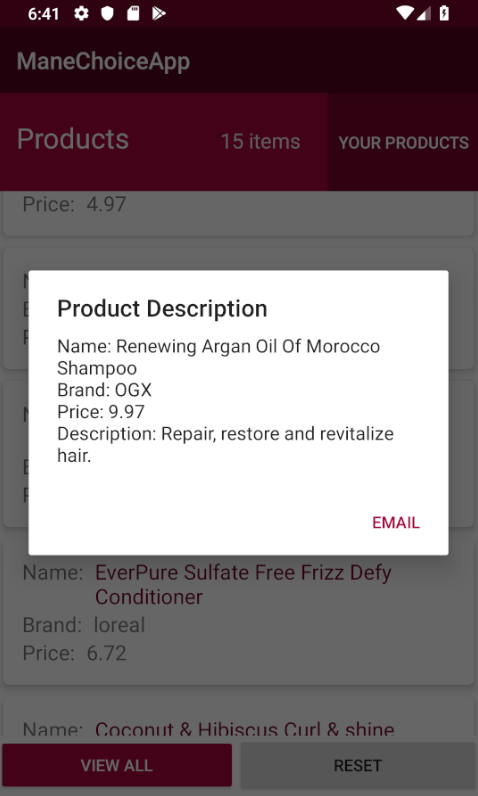 6:41
ManeChoiceApp
Products 15 items YOUR PRODUCTS
Price: 4.97
Product Description
Name: Renewing Argan Oil Of Morocco
Shampoo
Brand: OGX
Price: 9.97
Description: Repair, restore and revitalize
hair.
EMAIL
Name: EverPure Sulfate Free Frizz Defy
Conditioner
Brand: loreal
Price: 6.72
Name: Coconut & Hibiscus Curl & shine
VIEW ALL RESET